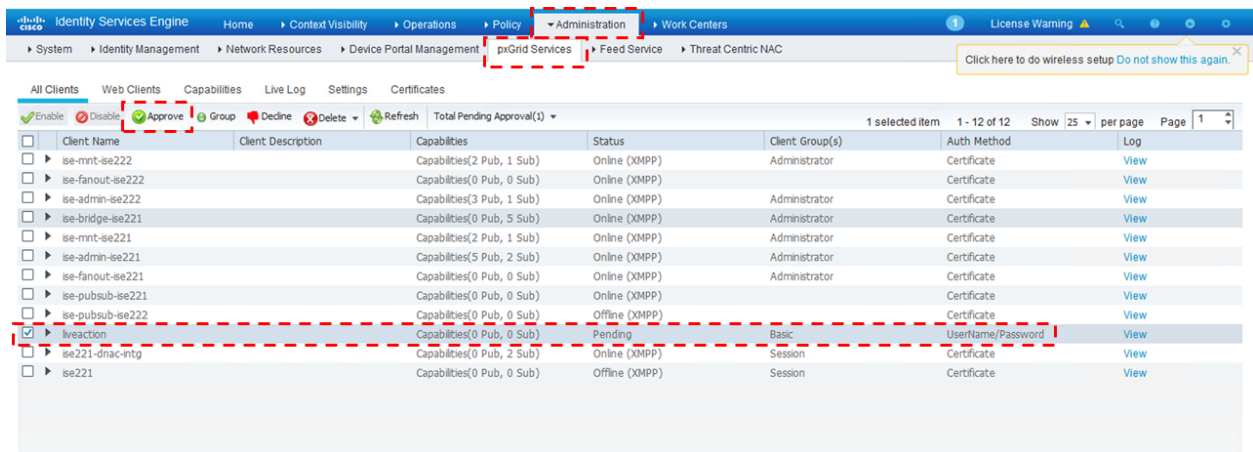 cisco Identity Services Engine Home Context Visibility Operations Policy Administration Work Centers 1 License Warning
System Identity Management Network Resources Device Portal Management pxGrid Services Feed Service Threat Centric NAC
Click here to do wireless setup Do not show this again.
All Clients Web Clients Capabilities Live Log Settings Certificates
Enable Disable Approve Group Decline Delete Refresh Total Pending Approval(1) 1 selected item 1 - 12 of 12 Show 25 per page Page 1
Client Name Client Description Capabilities Status Client Group(s) Auth Method Log
ise-mnt-ise222 Capabilities(2 Pub, 1 Sub) Online (XMPP) Administrator Certificate View
ise-fanout-ise222 Capabilities(0 Pub, 0 Sub) Online (XMPP) Certificate View
ise-admin-ise222 Capabilities(3 Pub, 1 Sub) Online (XMPP) Administrator Certificate View
ise-bridge-ise221 Capabilities(0 Pub, 5 Sub) Online (XMPP) Administrator Certificate View
ise-mnt-ise221 Capabilities(2 Pub, 1 Sub) Online (XMPP) Administrator Certificate View
ise-admin-ise221 Capabilities(5 Pub, 2 Sub) Online (XMPP) Administrator Certificate View
ise-fanout-ise221 Capabilities(0 Pub, 0 Sub) Online (XMPP) Administrator Certificate View
ise-pubsub-ise221 Capabilities(0 Pub, 0 Sub) Online (XMPP) Certificate View
ise-pubsub-ise222 Capabilities(0 Pub, 0 Sub) Offline (XMPP) Certificate View
liveaction Capabilities(0 Pub, 0 Sub) Pending Basic UserName/Password View
ise221-dnac-intg Capabilities(0 Pub, 2 Sub) Online (XMPP) Session Certificate View
ise221 Capabilities(0 Pub, 0 Sub) Offline (XMPP) Session Certificate View